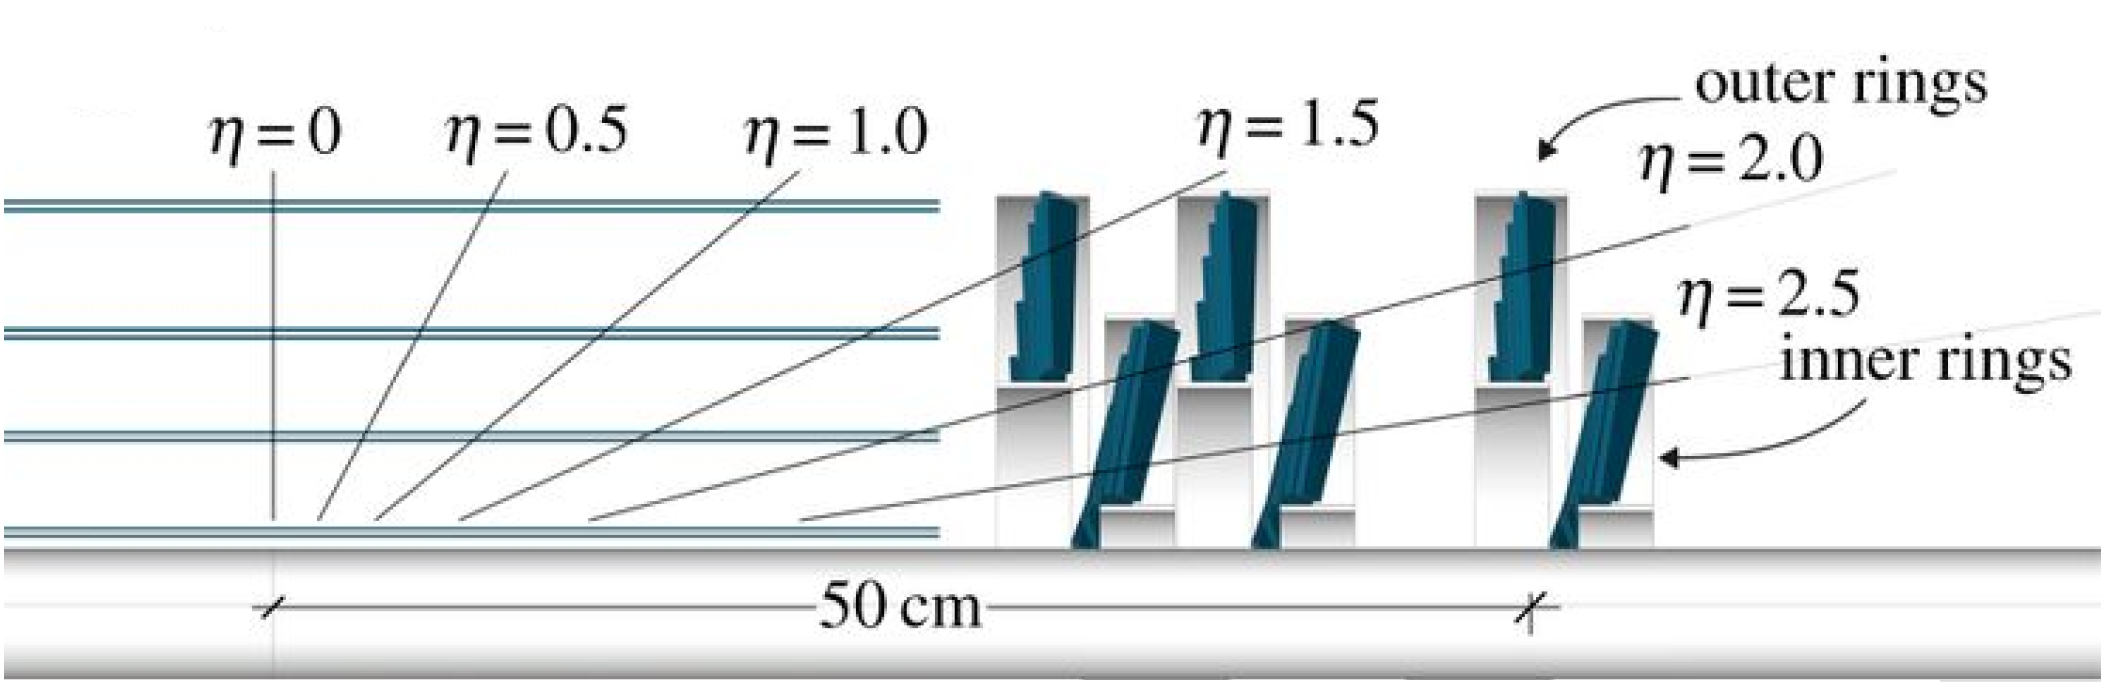 outer rings
η = 0
η = 0.5
η = 1.0
η = 1.5
η = 2.0
η = 2.5
inner rings
50 cm